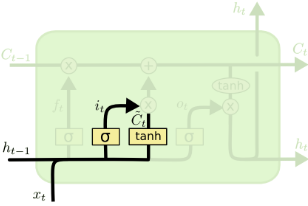 h_t
C_{t-1} × + C_t
tanh
f_t i_t × C̃_t o_t ×
σ σ tanh σ
h_{t-1} h_t
x_t